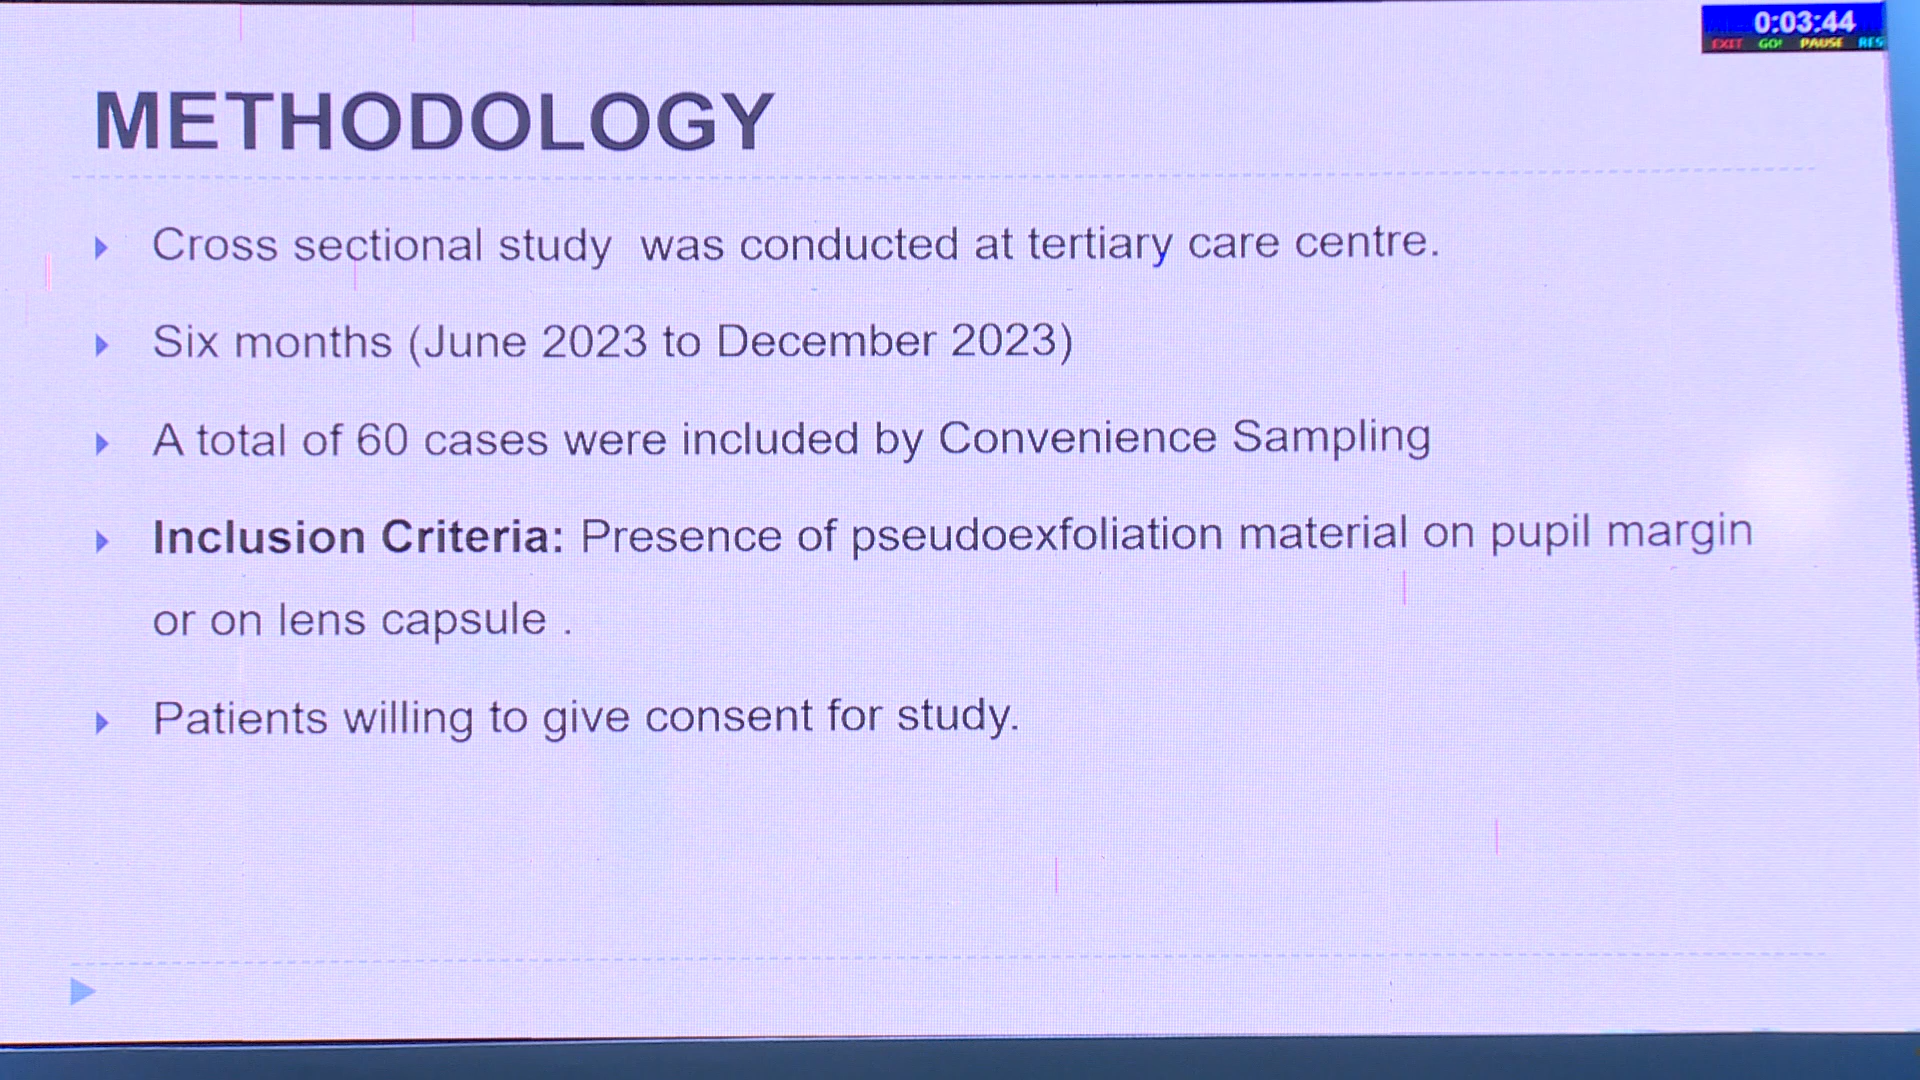 0:03:44
EXIT GO! PAUSE RES
METHODOLOGY
Cross sectional study was conducted at tertiary care centre.
Six months (June 2023 to December 2023)
A total of 60 cases were included by Convenience Sampling
Inclusion Criteria: Presence of pseudoexfoliation material on pupil margin
or on lens capsule .
Patients willing to give consent for study.